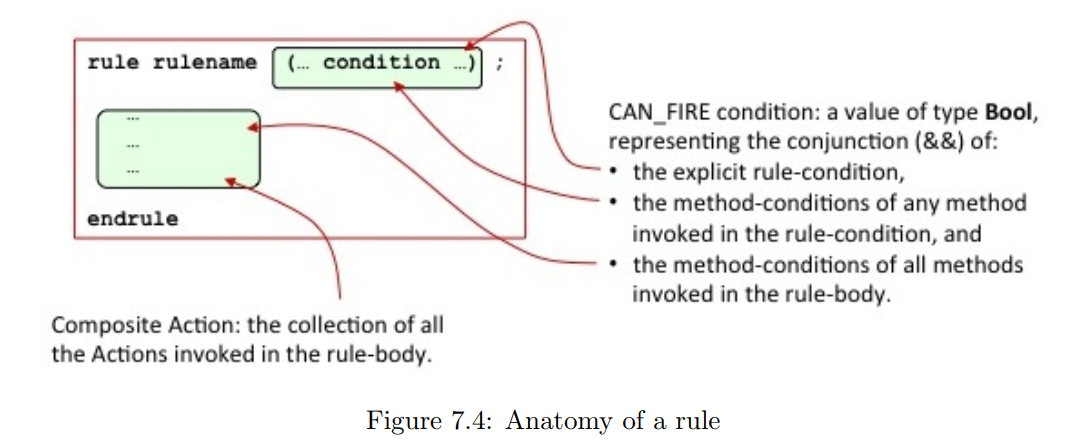 rule rulename (… condition …) ;
…
…
…
endrule
CAN_FIRE condition: a value of type Bool,
representing the conjunction (&&) of:
• the explicit rule-condition,
• the method-conditions of any method
invoked in the rule-condition, and
• the method-conditions of all methods
invoked in the rule-body.
Composite Action: the collection of all
the Actions invoked in the rule-body.
Figure 7.4: Anatomy of a rule